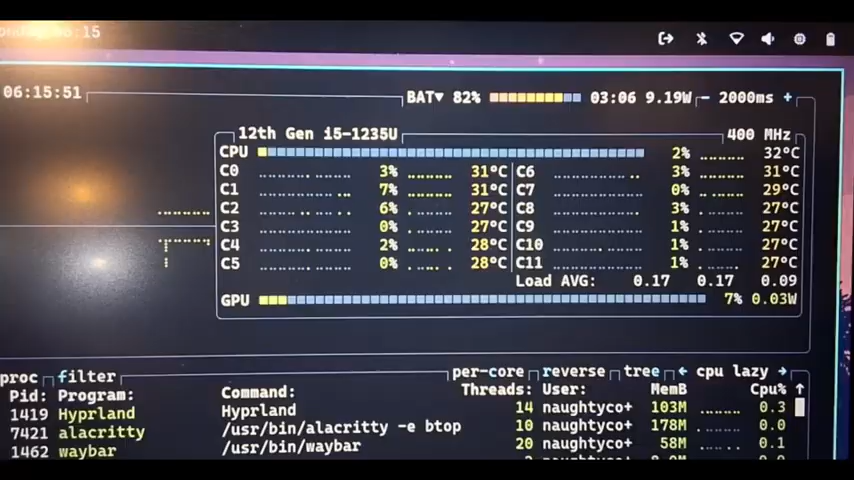 15
06:15:51 BAT▼ 82% 03:06 9.19W - 2000ms +
12th Gen i5-1235U 400 MHz
CPU 2% 32°C
C0 3% 31°C C6 3% 31°C
C1 7% 31°C C7 0% 29°C
C2 6% 27°C C8 3% 27°C
C3 0% 27°C C9 1% 27°C
C4 2% 28°C C10 1% 27°C
C5 0% 28°C C11 1% 27°C
Load AVG: 0.17 0.17 0.09
GPU 7% 0.03W
proc filter per-core reverse tree ← cpu lazy →
Pid: Program: Command: Threads: User: MemB Cpu% ↑
1419 Hyprland Hyprland 14 naughtyco+ 103M 0.3
7421 alacritty /usr/bin/alacritty -e btop 10 naughtyco+ 178M 0.0
1462 waybar /usr/bin/waybar 20 naughtyco+ 58M 0.1